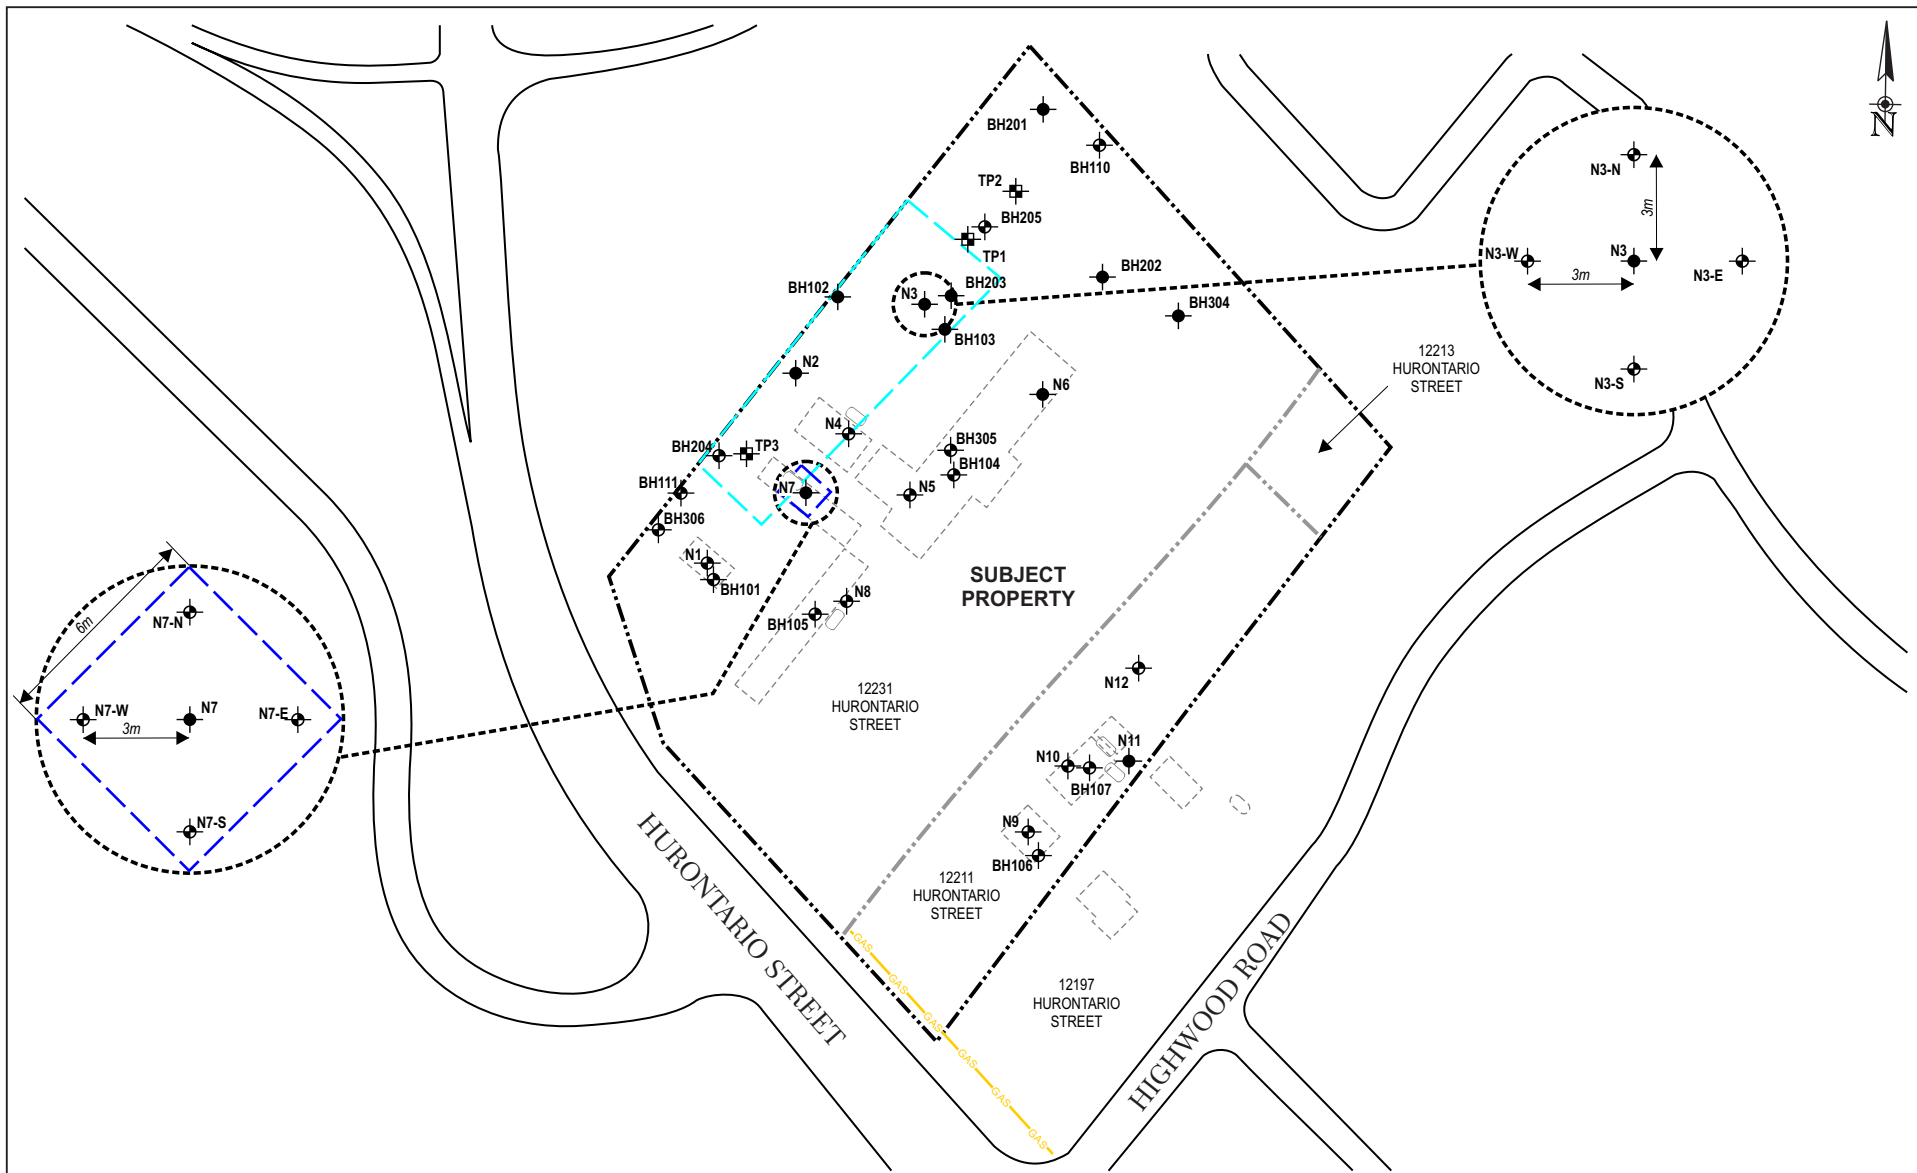 N
BH201
BH110
TP2
BH205
TP1
BH202
BH203
N3
BH102
BH304
BH103
N2
N6
N4
BH204
TP3
BH305
BH104
N5
N7
BH111
BH306
N1
BH101
N8
BH105
N12
N11
N10
BH107
N9
BH106
N3-N
3m
N3-W
N3
N3-E
3m
N3-S
12213
HURONTARIO
STREET
SUBJECT
PROPERTY
12231
HURONTARIO
STREET
12211
HURONTARIO
STREET
12197
HURONTARIO
STREET
6m
N7-N
N7-W
N7
N7-E
3m
N7-S
HURONTARIO STREET
HIGHWOOD ROAD
GAS
GAS
GAS
GAS
GAS
GAS